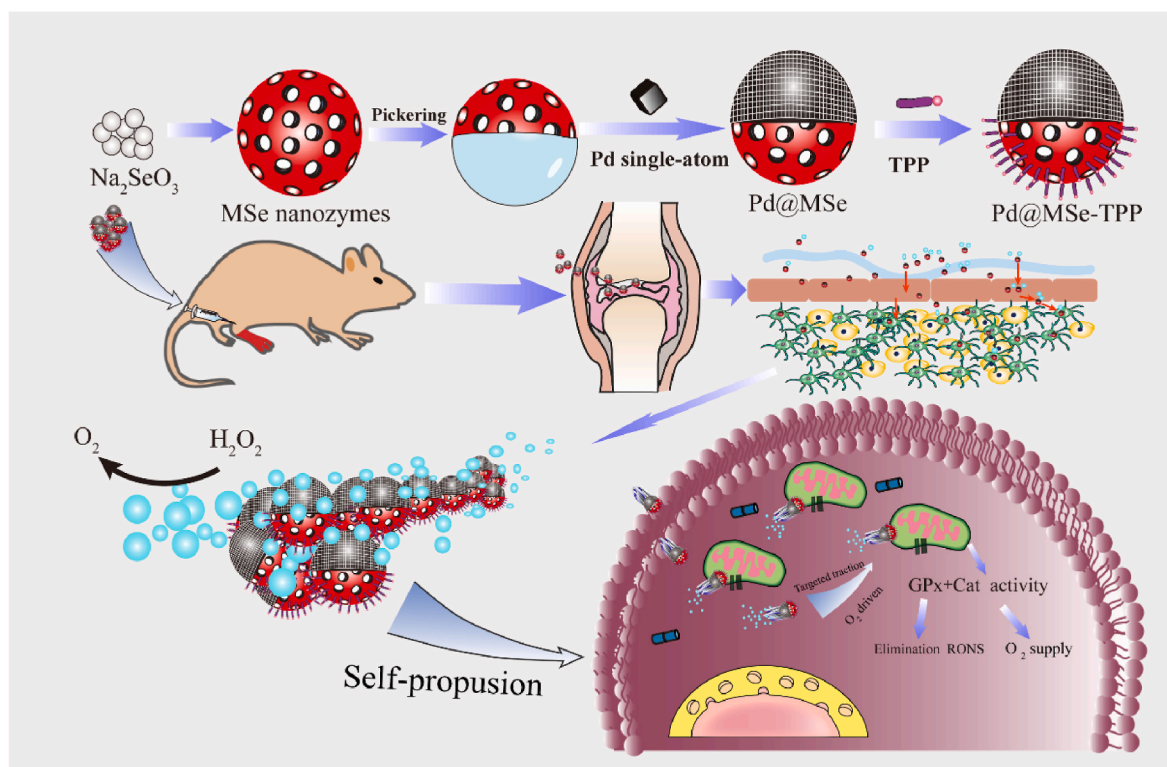 Pickering
Pd single-atom
TPP
Na₂SeO₃
MSe nanozymes
Pd@MSe
Pd@MSe-TPP
O₂
H₂O₂
Targeted traction
O₂ driven
GPx+Cat activity
Elimination RONS
O₂ supply
Self-propusion